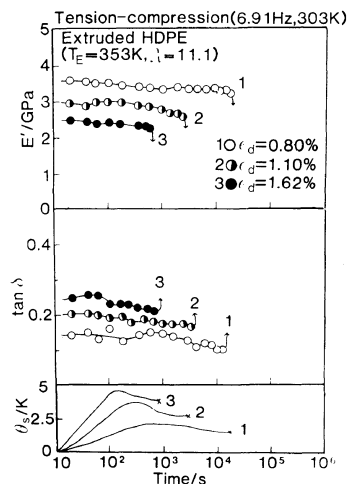 Tension-compression(6.91Hz,303K)
Extruded HDPE
(T_E=353K, λ=11.1)
E'/GPa
5
4
3
2
1
0
1
2
3
1○ϵ_d=0.80%
2◑ϵ_d=1.10%
3●ϵ_d=1.62%
tan δ
0.4
0.2
0
3
2
1
θ_s/K
5
2.5
0
3
2
1
10 10² 10³ 10⁴ 10⁵
Time/s